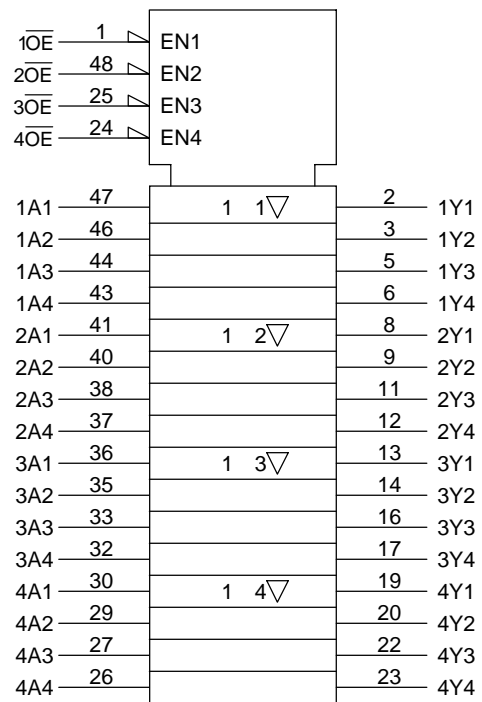 1O̅E̅ 1 EN1
2O̅E̅ 48 EN2
3O̅E̅ 25 EN3
4O̅E̅ 24 EN4
1A1 47 1 1▽ 2 1Y1
1A2 46 3 1Y2
1A3 44 5 1Y3
1A4 43 6 1Y4
2A1 41 1 2▽ 8 2Y1
2A2 40 9 2Y2
2A3 38 11 2Y3
2A4 37 12 2Y4
3A1 36 1 3▽ 13 3Y1
3A2 35 14 3Y2
3A3 33 16 3Y3
3A4 32 17 3Y4
4A1 30 1 4▽ 19 4Y1
4A2 29 20 4Y2
4A3 27 22 4Y3
4A4 26 23 4Y4